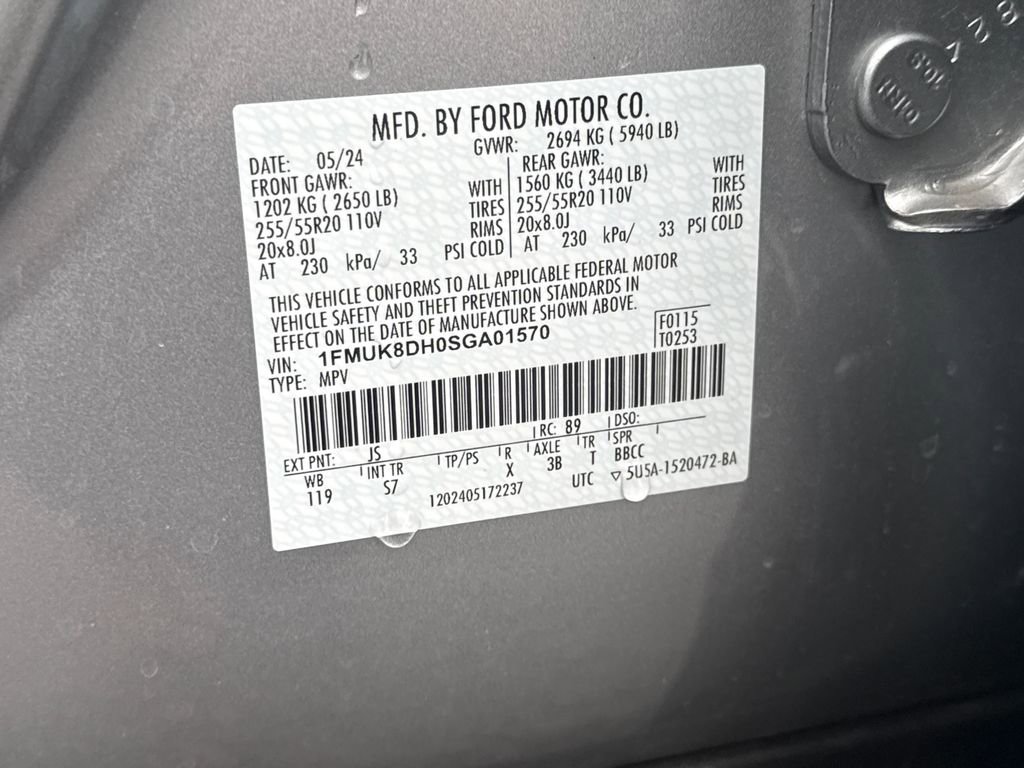 MFD. BY FORD MOTOR CO.
DATE: 05/24 GVWR: 2694 KG ( 5940 LB)
FRONT GAWR: REAR GAWR:
1202 KG ( 2650 LB) WITH 1560 KG ( 3440 LB) WITH
255/55R20 110V TIRES 255/55R20 110V TIRES
20x8.0J RIMS 20x8.0J RIMS
AT 230 kPa/ 33 PSI COLD AT 230 kPa/ 33 PSI COLD
THIS VEHICLE CONFORMS TO ALL APPLICABLE FEDERAL MOTOR
VEHICLE SAFETY AND THEFT PREVENTION STANDARDS IN
EFFECT ON THE DATE OF MANUFACTURE SHOWN ABOVE.
VIN: 1FMUK8DH0SGA01570 F0115
TYPE: MPV T0253
EXT PNT: JS RC: 89 DSO:
WB INT TR TP/PS R AXLE TR SPR
119 S7 X 3B T BBCC
1202405172237 UTC ▽ 5U5A-1520472-BA
824
10.9